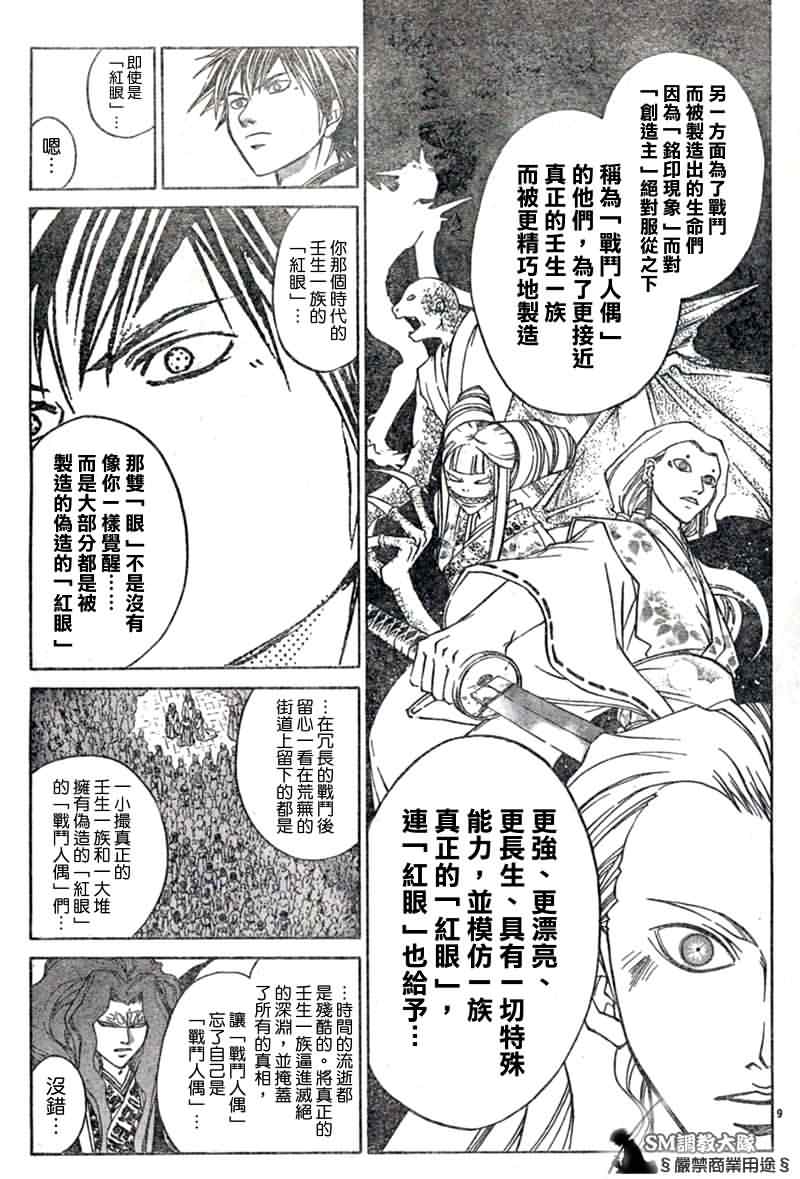 另一方面為了戰鬥
而被製造出的生命們
因為「銘印現象」而對
「創造主」絕對服從之下
稱為「戰鬥人偶」
的他們，為了更接近
真正的壬生一族
而被更精巧地製造
更強、更漂亮、
更長生、具有一切特殊
能力，並模仿一族
真正的「紅眼」，
連「紅眼」也給予…
即使是
「紅眼」…
嗯…
你那個時代的
壬生一族的
「紅眼」…
那雙「眼」不是沒有
像你一樣覺醒……
而是大部分都是被
製造的偽造的「紅眼」
…在冗長的戰鬥後
留心一看在荒蕪的
街道上留下的都是
一小撮真正的
壬生一族和一大堆
擁有偽造的「紅眼」
的「戰鬥人偶」們…
…時間的流逝都
是殘酷的。將真正的
壬生一族逼進滅絕
的深淵，並掩蓋
了所有的真相，
讓「戰鬥人偶」
忘了自己是
「戰鬥人偶」
沒錯…
9
SM調教大隊
§嚴禁商業用途§